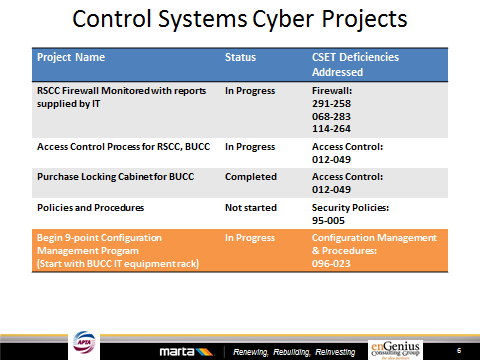 Control Systems Cyber Projects
Project Name
Status
CSET Deficiencies
Addressed
RSCC Firewall Monitored with reports
supplied by IT
In Progress
Firewall:
291-258
068-283
114-264
Access Control Process for RSCC, BUCC
In Progress
Access Control:
012-049
Purchase Locking Cabinet for BUCC
Completed
Access Control:
012-049
Policies and Procedures
Not started
Security Policies:
95-005
Begin 9-point Configuration
Management Program
(Start with BUCC IT equipment rack)
In Progress
Configuration Management
& Procedures:
096-023
APTA
marta
Renewing, Rebuilding, Reinvesting
enGenius
Consulting Group
6